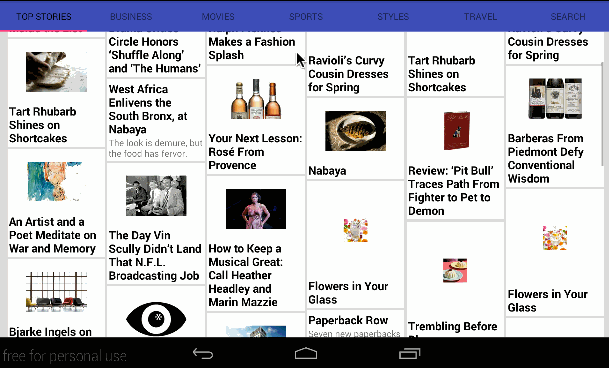 TOP STORIES
BUSINESS
MOVIES
SPORTS
STYLES
TRAVEL
SEARCH
Tart Rhubarb
Shines on
Shortcakes
An Artist and a
Poet Meditate on
War and Memory
Bjarke Ingels on
Circle Honors
‘Shuffle Along’
and ‘The Humans’
West Africa
Enlivens the
South Bronx, at
Nabaya
The look is demure, but
the food has fervor.
The Day Vin
Scully Didn’t Land
That N.F.L.
Broadcasting Job
Makes a Fashion
Splash
Your Next Lesson:
Rosé From
Provence
How to Keep a
Musical Great:
Call Heather
Headley and
Marin Mazzie
Ravioli’s Curvy
Cousin Dresses
for Spring
Nabaya
Flowers in Your
Glass
Paperback Row
Seven new paperbacks
Tart Rhubarb
Shines on
Shortcakes
Review: ‘Pit Bull’
Traces Path From
Fighter to Pet to
Demon
Trembling Before
Cousin Dresses
for Spring
Barberas From
Piedmont Defy
Conventional
Wisdom
Flowers in Your
Glass
free for personal use